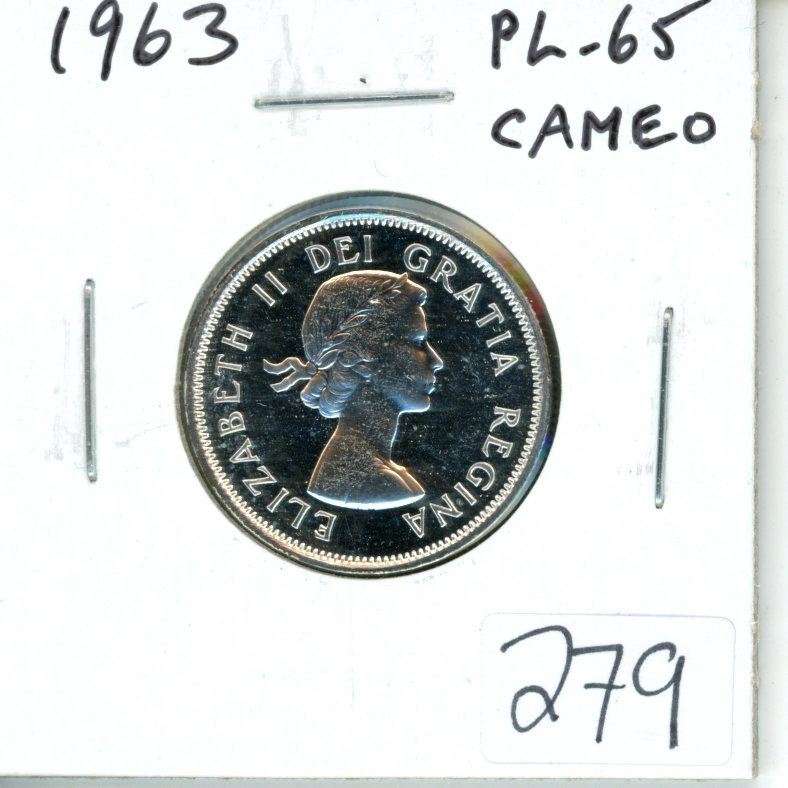 1963 PL-65
CAMEO
ELIZABETH II DEI GRATIA REGINA
279